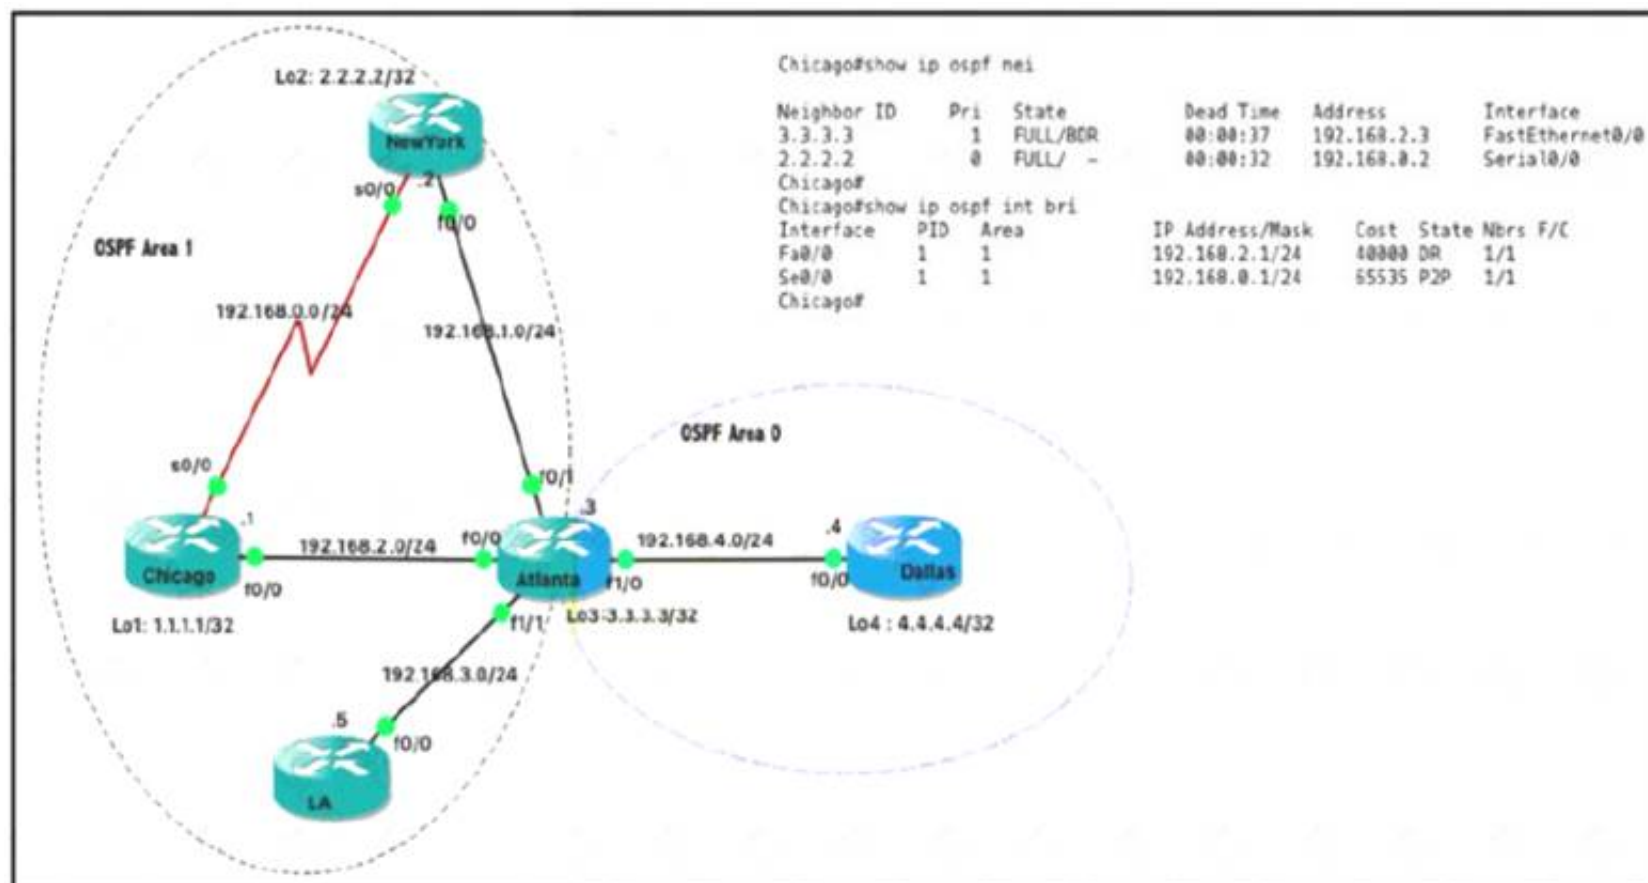 Lo2: 2.2.2.2/32
NewYork
.2
s0/0
f0/0
OSPF Area 1
192.168.0.0/24
192.168.1.0/24
s0/0
f0/1
.1
.3
f0/0
192.168.2.0/24
Chicago
f0/0
Atlanta
Lo1: 1.1.1.1/32
f1/1
Lo3:3.3.3.3/32
192.168.3.0/24
.5
f0/0
LA
OSPF Area 0
192.168.4.0/24
.4
f1/0
f0/0
Dallas
Lo4 : 4.4.4.4/32
Chicago#show ip ospf nei
Neighbor ID Pri State Dead Time Address Interface
3.3.3.3 1 FULL/BDR 00:00:37 192.168.2.3 FastEthernet0/0
2.2.2.2 0 FULL/ - 00:00:32 192.168.0.2 Serial0/0
Chicago#
Chicago#show ip ospf int bri
Interface PID Area IP Address/Mask Cost State Nbrs F/C
Fa0/0 1 1 192.168.2.1/24 40000 DR 1/1
Se0/0 1 1 192.168.0.1/24 65535 P2P 1/1
Chicago#